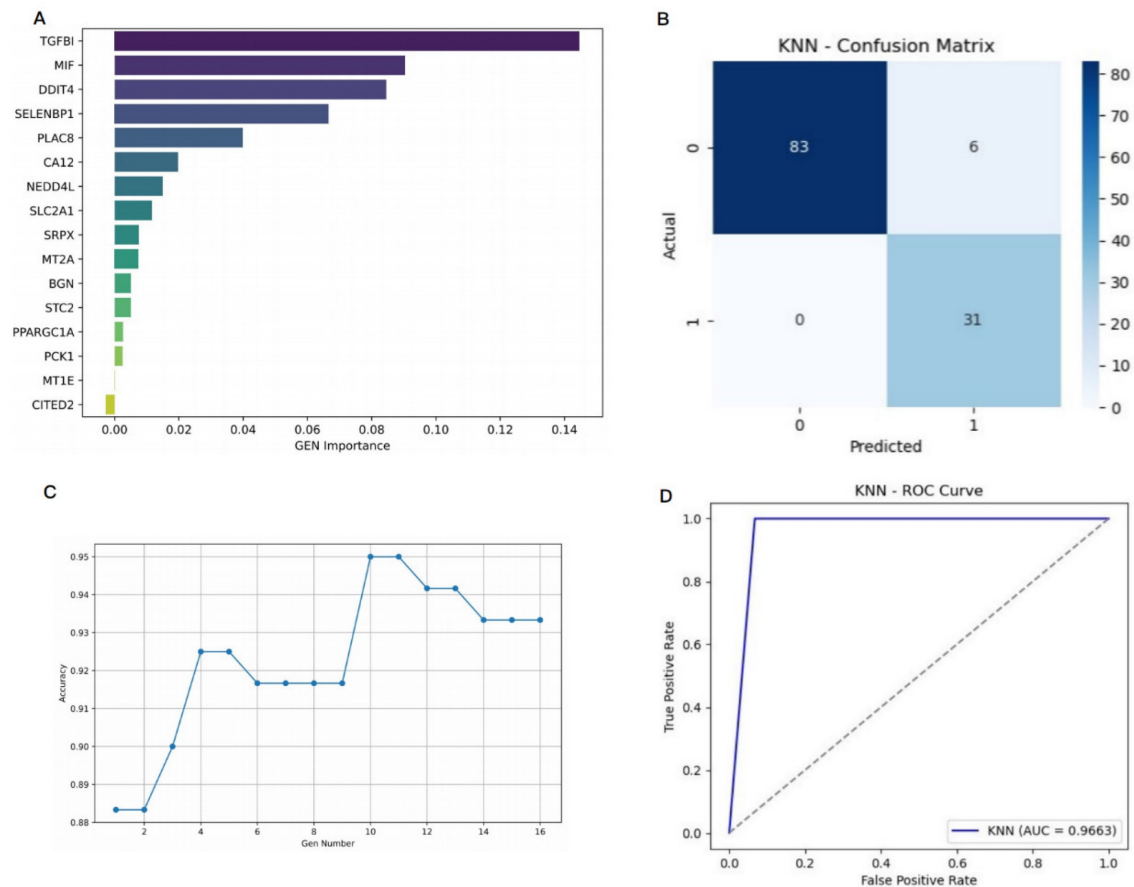 A
TGFBI
MIF
DDIT4
SELENBP1
PLAC8
CA12
NEDD4L
SLC2A1
SRPX
MT2A
BGN
STC2
PPARGC1A
PCK1
MT1E
CITED2
0.00 0.02 0.04 0.06 0.08 0.10 0.12 0.14
GEN Importance
B
KNN - Confusion Matrix
Actual
0
83 6
1
0 31
0 1
Predicted
80
70
60
50
40
30
20
10
0
C
Accuracy
0.95
0.94
0.93
0.92
0.91
0.90
0.89
0.88
2 4 6 8 10 12 14 16
Gen Number
D
KNN - ROC Curve
True Positive Rate
1.0
0.8
0.6
0.4
0.2
0.0
KNN (AUC = 0.9663)
0.0 0.2 0.4 0.6 0.8 1.0
False Positive Rate